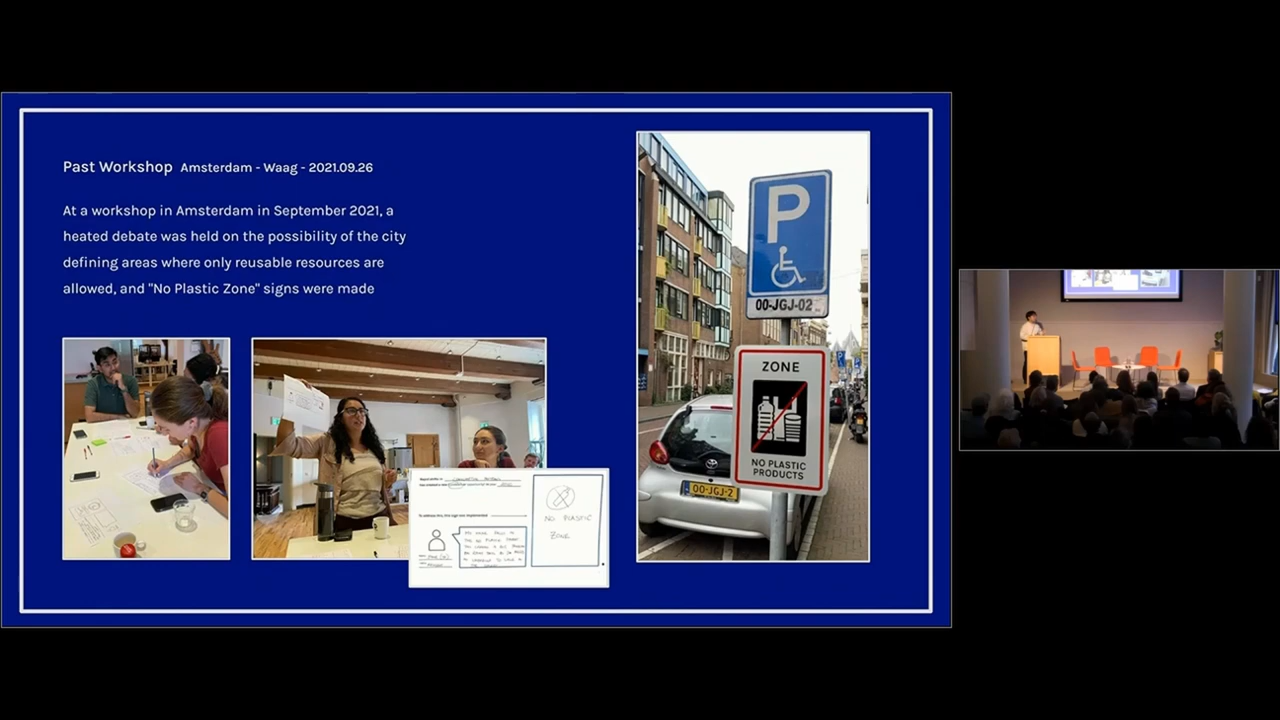 Past Workshop Amsterdam - Waag - 2021.09.26
At a workshop in Amsterdam in September 2021, a
heated debate was held on the possibility of the city
defining areas where only reusable resources are
allowed, and "No Plastic Zone" signs were made
P
00-JGJ-02
ZONE
NO PLASTIC
PRODUCTS
00-JGJ-2
NO PLASTIC
ZONE